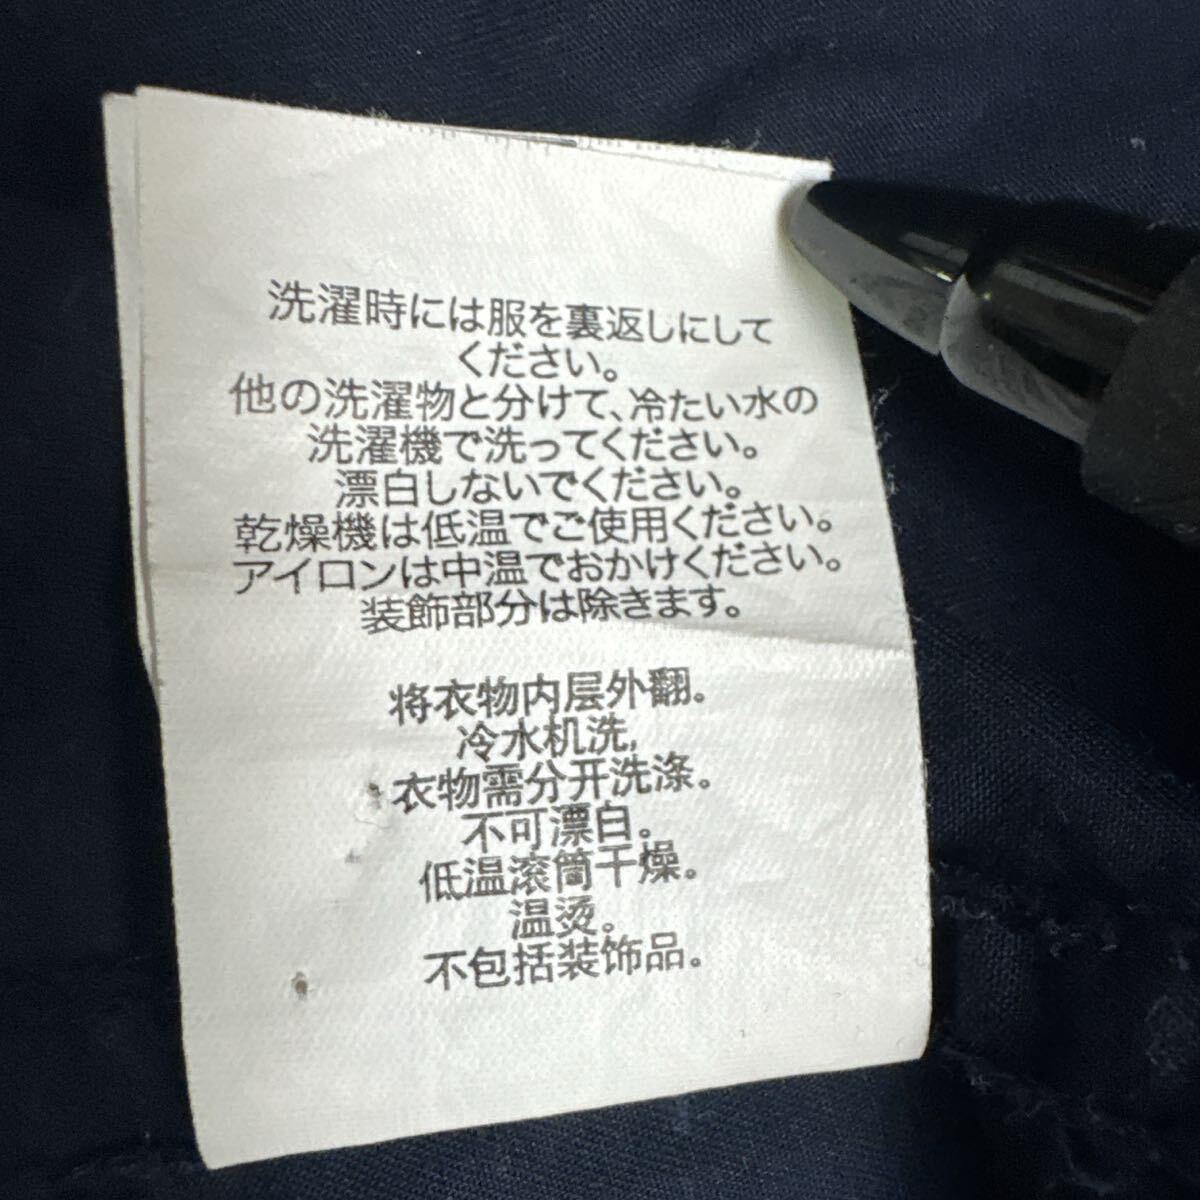 洗濯時には服を裏返しにして
ください。
他の洗濯物と分けて、冷たい水の
洗濯機で洗ってください。
漂白しないでください。
乾燥機は低温でご使用ください。
アイロンは中温でおかけください。
装飾部分は除きます。
将衣物内层外翻。
冷水机洗,
衣物需分开洗涤。
不可漂白。
低温滚筒干燥。
温烫。
不包括装饰品。